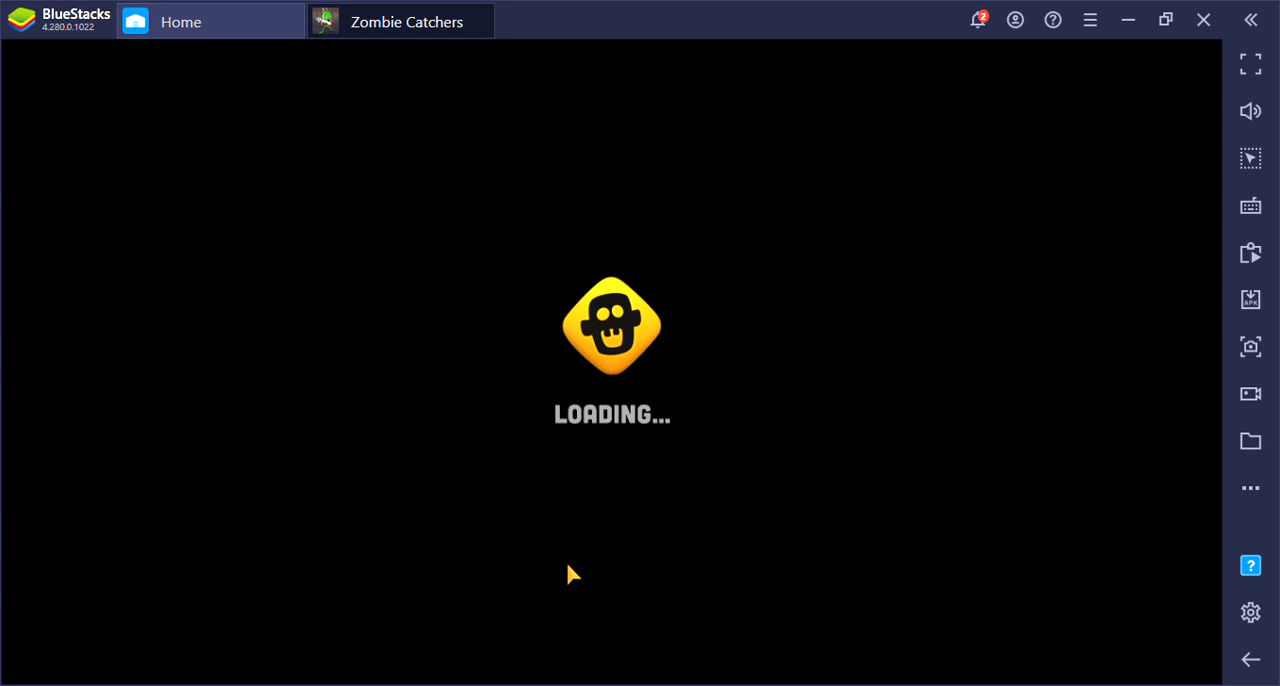 BlueStacks
4.280.0.1022
Home
Zombie Catchers
2
LOADING...
APK
?